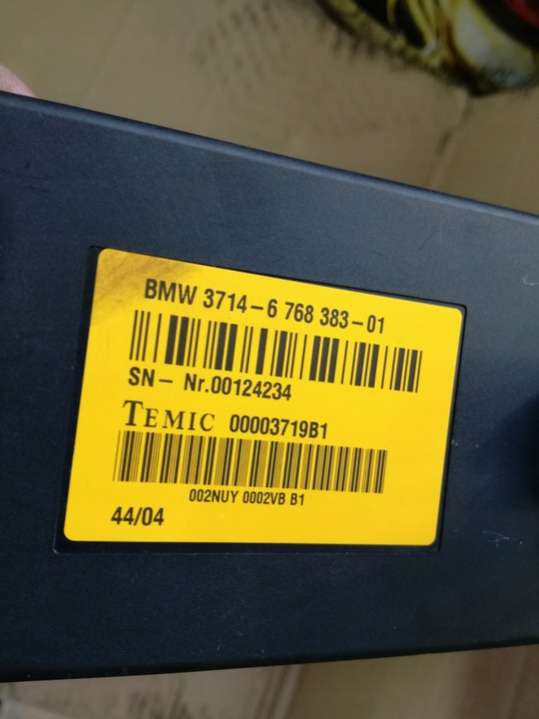 BMW 3714-6 768 383-01
SN- Nr.00124234
TEMIC 00003719B1
002NUY 0002VB B1
44/04